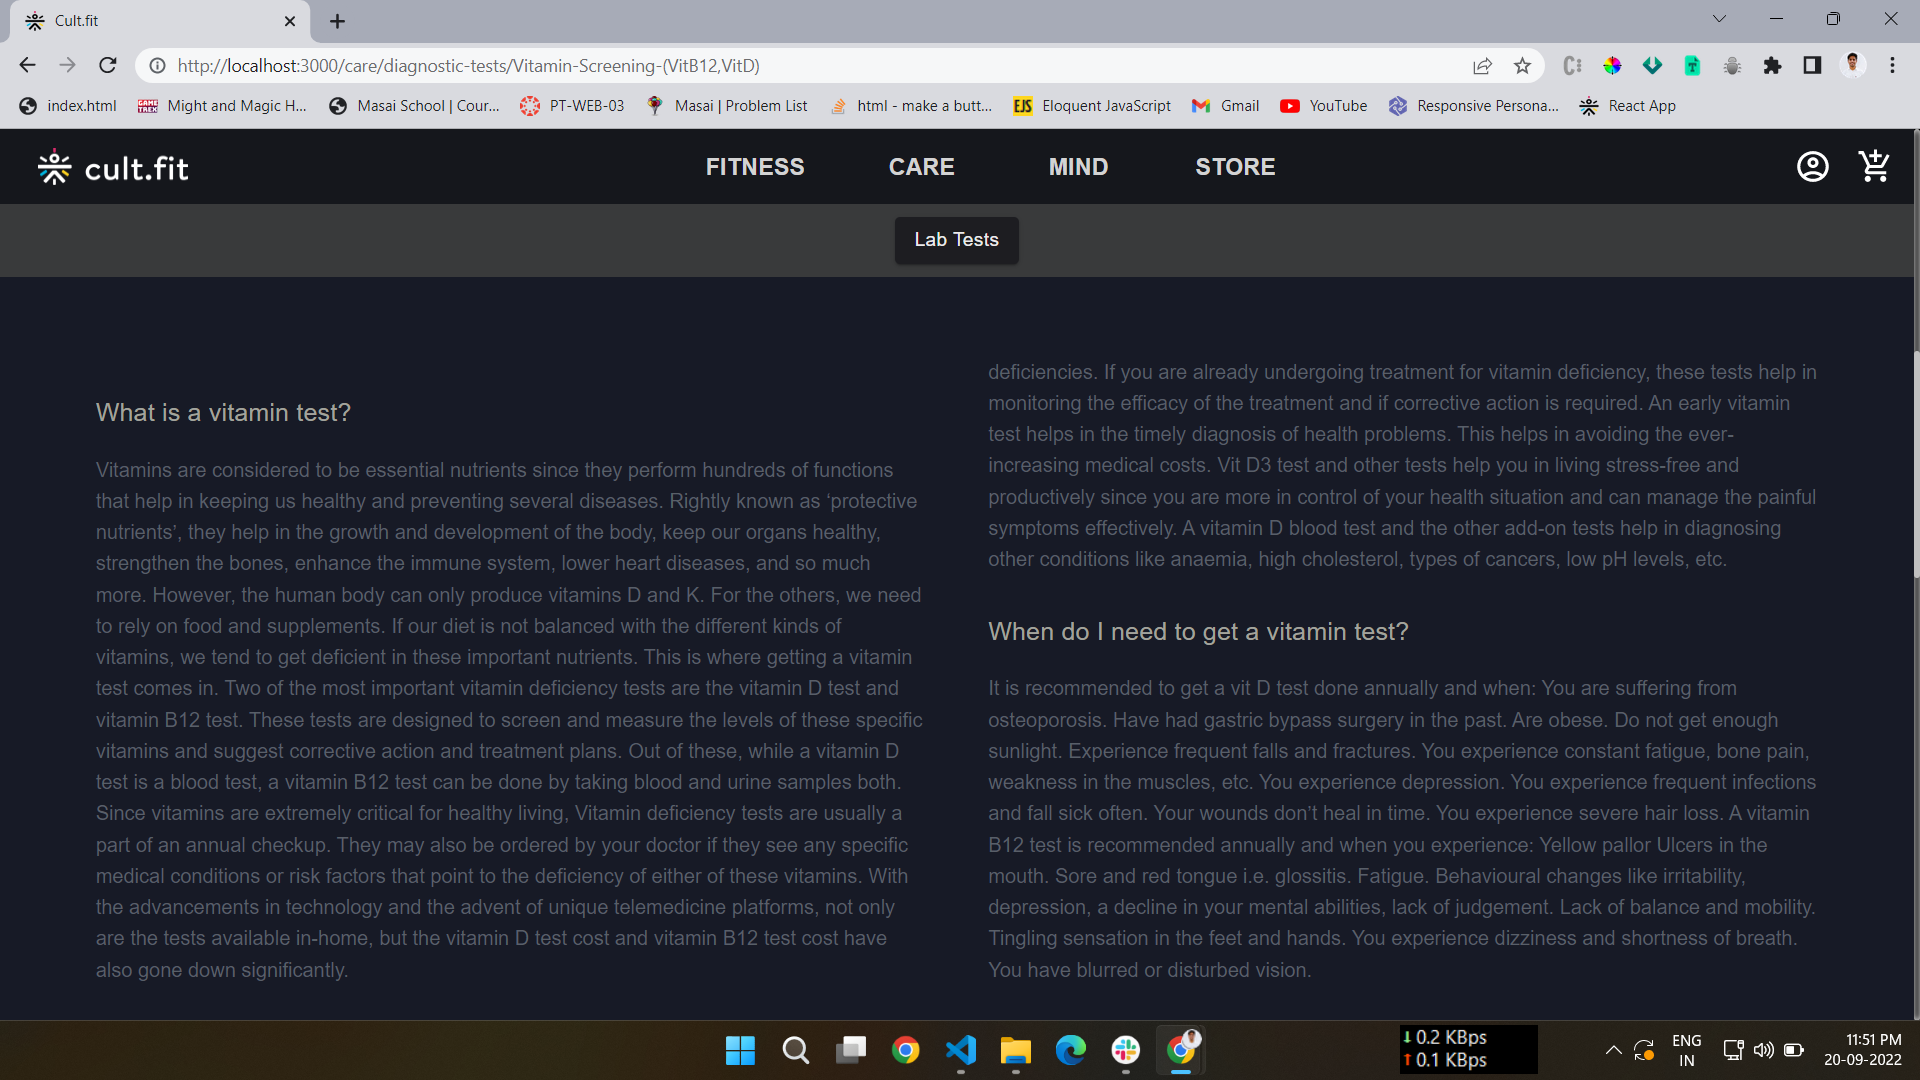 Cult.fit
http://localhost:3000/care/diagnostic-tests/Vitamin-Screening-(VitB12,VitD)
index.html
GAME TREK
Might and Magic H...
Masai School | Cour...
PT-WEB-03
Masai | Problem List
html - make a butt...
EJS
Eloquent JavaScript
Gmail
YouTube
Responsive Persona...
React App
cult.fit
FITNESS
CARE
MIND
STORE
Lab Tests
What is a vitamin test?
Vitamins are considered to be essential nutrients since they perform hundreds of functions
that help in keeping us healthy and preventing several diseases. Rightly known as ‘protective
nutrients’, they help in the growth and development of the body, keep our organs healthy,
strengthen the bones, enhance the immune system, lower heart diseases, and so much
more. However, the human body can only produce vitamins D and K. For the others, we need
to rely on food and supplements. If our diet is not balanced with the different kinds of
vitamins, we tend to get deficient in these important nutrients. This is where getting a vitamin
test comes in. Two of the most important vitamin deficiency tests are the vitamin D test and
vitamin B12 test. These tests are designed to screen and measure the levels of these specific
vitamins and suggest corrective action and treatment plans. Out of these, while a vitamin D
test is a blood test, a vitamin B12 test can be done by taking blood and urine samples both.
Since vitamins are extremely critical for healthy living, Vitamin deficiency tests are usually a
part of an annual checkup. They may also be ordered by your doctor if they see any specific
medical conditions or risk factors that point to the deficiency of either of these vitamins. With
the advancements in technology and the advent of unique telemedicine platforms, not only
are the tests available in-home, but the vitamin D test cost and vitamin B12 test cost have
also gone down significantly.
deficiencies. If you are already undergoing treatment for vitamin deficiency, these tests help in
monitoring the efficacy of the treatment and if corrective action is required. An early vitamin
test helps in the timely diagnosis of health problems. This helps in avoiding the ever-
increasing medical costs. Vit D3 test and other tests help you in living stress-free and
productively since you are more in control of your health situation and can manage the painful
symptoms effectively. A vitamin D blood test and the other add-on tests help in diagnosing
other conditions like anaemia, high cholesterol, types of cancers, low pH levels, etc.
When do I need to get a vitamin test?
It is recommended to get a vit D test done annually and when: You are suffering from
osteoporosis. Have had gastric bypass surgery in the past. Are obese. Do not get enough
sunlight. Experience frequent falls and fractures. You experience constant fatigue, bone pain,
weakness in the muscles, etc. You experience depression. You experience frequent infections
and fall sick often. Your wounds don’t heal in time. You experience severe hair loss. A vitamin
B12 test is recommended annually and when you experience: Yellow pallor Ulcers in the
mouth. Sore and red tongue i.e. glossitis. Fatigue. Behavioural changes like irritability,
depression, a decline in your mental abilities, lack of judgement. Lack of balance and mobility.
Tingling sensation in the feet and hands. You experience dizziness and shortness of breath.
You have blurred or disturbed vision.
0.2 KBps
0.1 KBps
ENG
IN
11:51 PM
20-09-2022